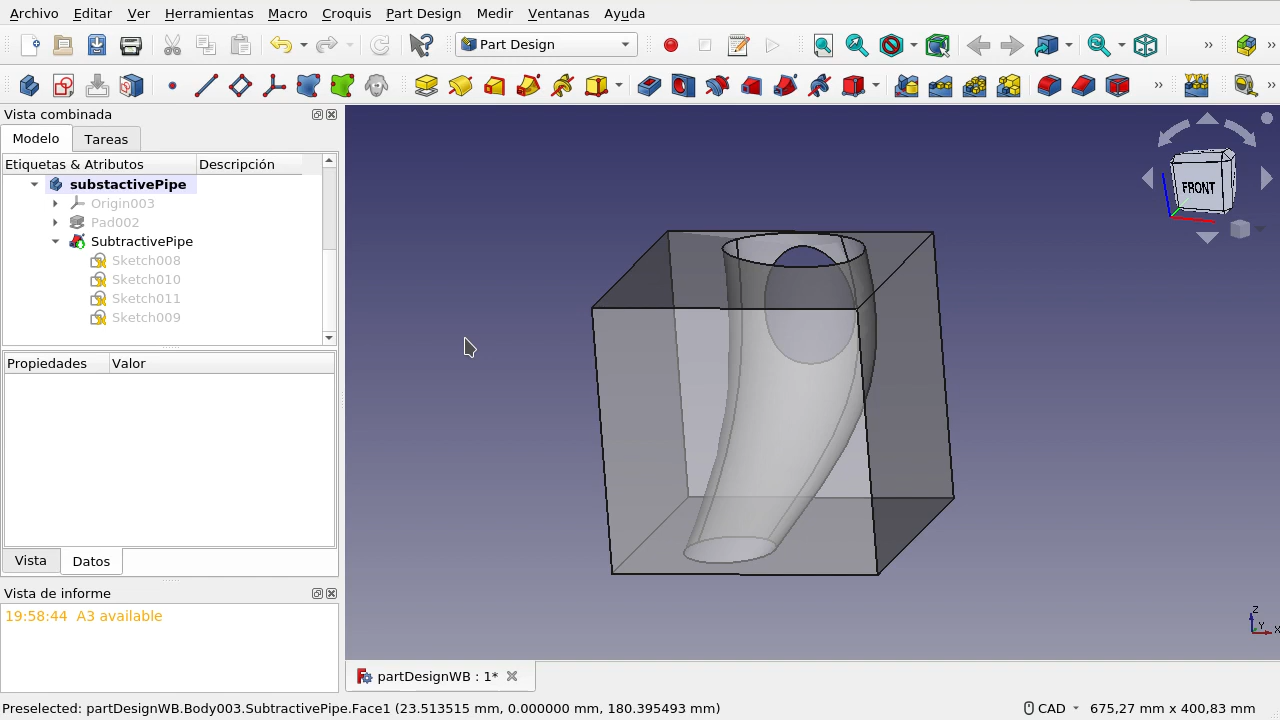 Archivo Editar Ver Herramientas Macro Croquis Part Design Medir Ventanas Ayuda
Part Design
Vista combinada
Modelo Tareas
Etiquetas & Atributos Descripción
substactivePipe
Origin003
Pad002
SubtractivePipe
Sketch008
Sketch010
Sketch011
Sketch009
Propiedades Valor
Vista Datos
Vista de informe
19:58:44 A3 available
FRONT
Z
Y
X
partDesignWB : 1*
Preselected: partDesignWB.Body003.SubtractivePipe.Face1 (23.513515 mm, 0.000000 mm, 180.395493 mm)
CAD 675,27 mm x 400,83 mm